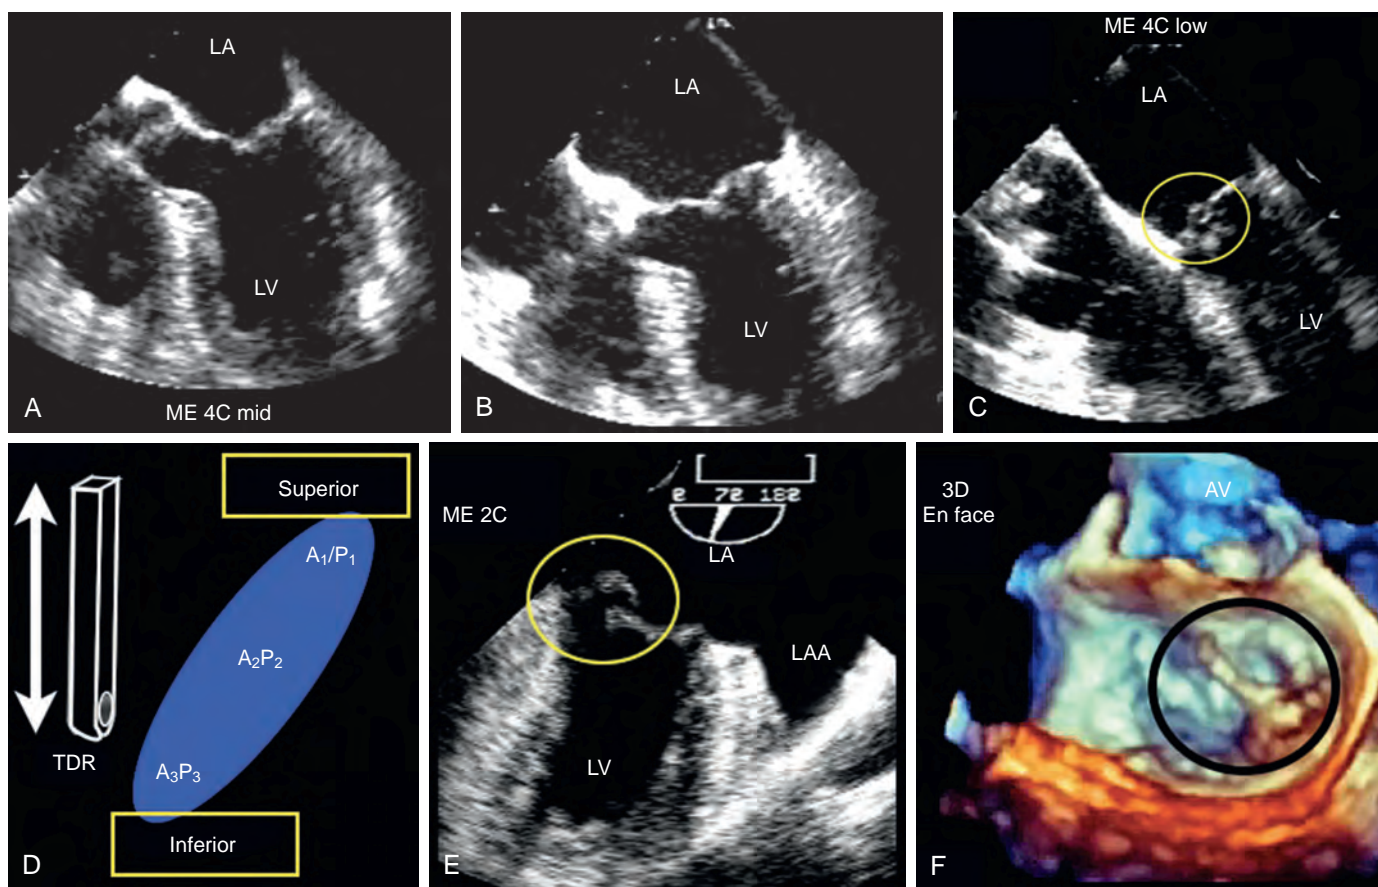 LA
LV
A
ME 4C mid
LA
LV
B
ME 4C low
LA
LV
C
Superior
A₁/P₁
A₂P₂
A₃P₃
TDR
Inferior
D
ME 2C
0 70 180
LA
LAA
LV
E
3D
En face
AV
F